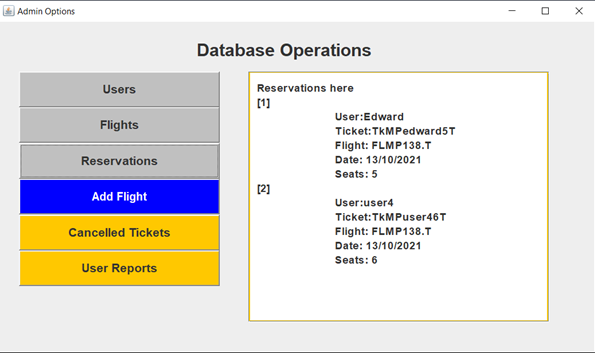 Admin Options
Database Operations
Users
Flights
Reservations
Add Flight
Cancelled Tickets
User Reports
Reservations here
[1]
User:Edward
Ticket:TkMPedward5T
Flight: FLMP138.T
Date: 13/10/2021
Seats: 5
[2]
User:user4
Ticket:TkMPuser46T
Flight: FLMP138.T
Date: 13/10/2021
Seats: 6